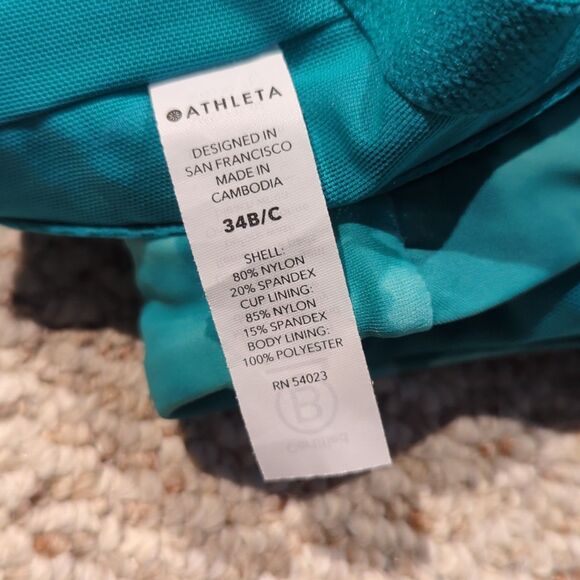 ATHLETA
DESIGNED IN
SAN FRANCISCO
MADE IN
CAMBODIA
34B/C
SHELL:
80% NYLON
20% SPANDEX
CUP LINING:
85% NYLON
15% SPANDEX
BODY LINING:
100% POLYESTER
RN 54023
B